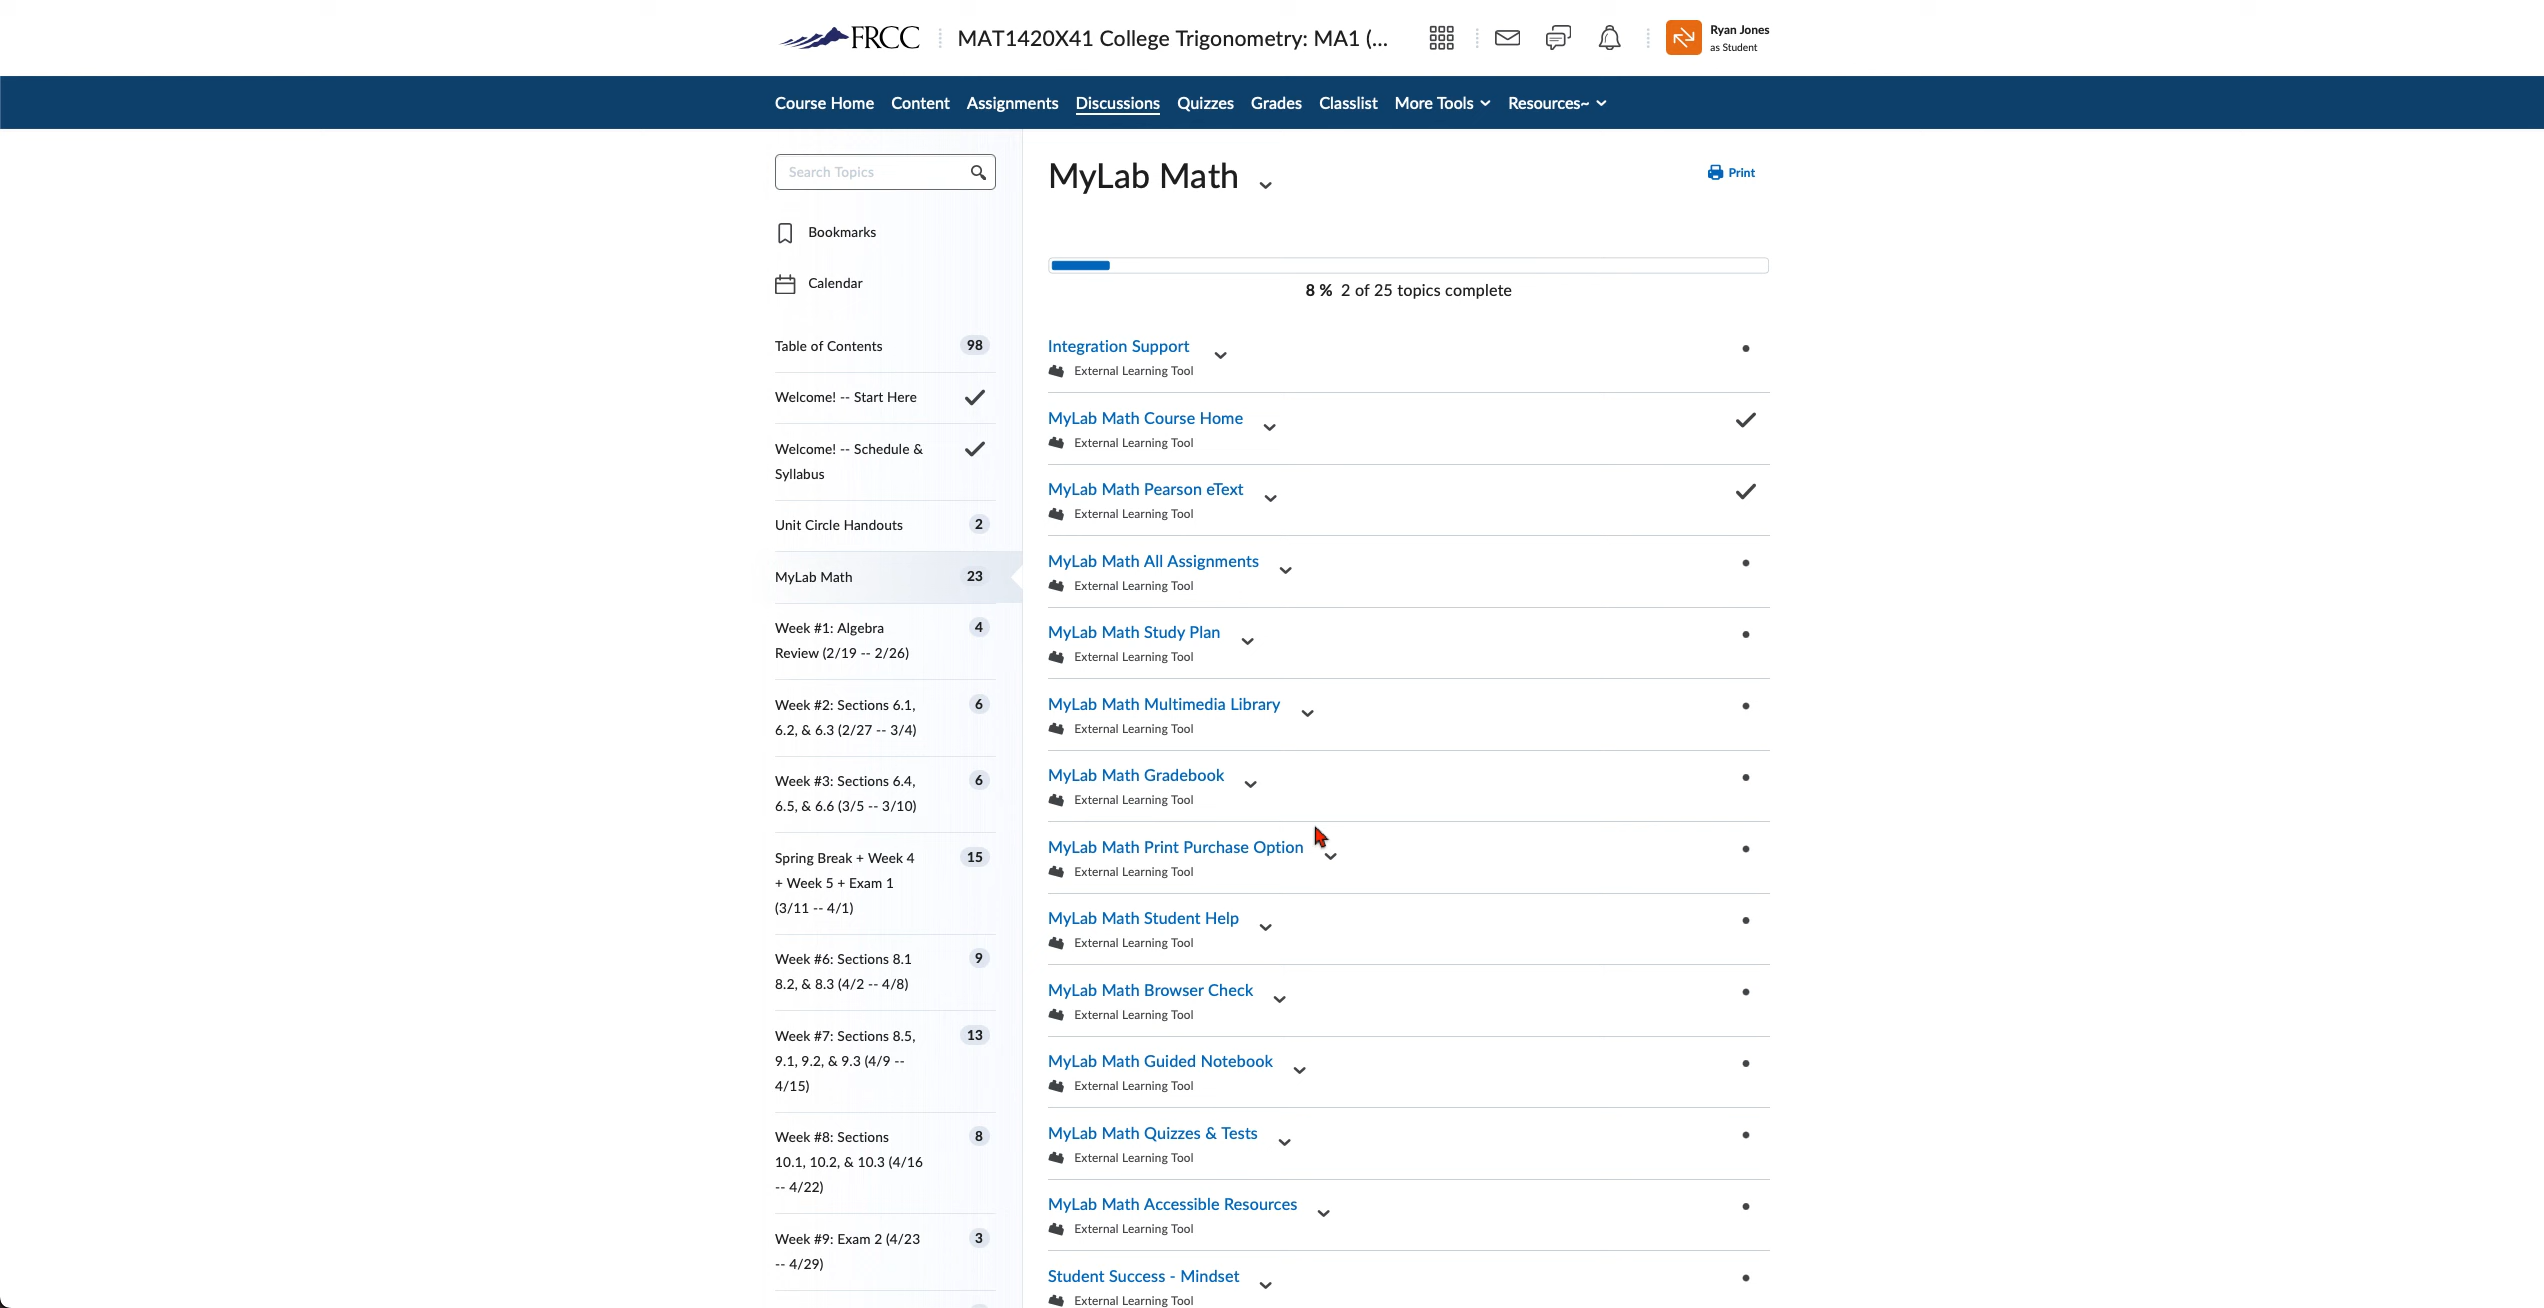 FRCC
MAT1420X41 College Trigonometry: MA1 (...
Ryan Jones
as Student
Course Home Content Assignments Discussions Quizzes Grades Classlist More Tools Resources~
Search Topics
Bookmarks
Calendar
Table of Contents 98
Welcome! -- Start Here
Welcome! -- Schedule &
Syllabus
Unit Circle Handouts 2
MyLab Math 23
Week #1: Algebra 4
Review (2/19 -- 2/26)
Week #2: Sections 6.1, 6
6.2, & 6.3 (2/27 -- 3/4)
Week #3: Sections 6.4, 6
6.5, & 6.6 (3/5 -- 3/10)
Spring Break + Week 4 15
+ Week 5 + Exam 1
(3/11 -- 4/1)
Week #6: Sections 8.1 9
8.2, & 8.3 (4/2 -- 4/8)
Week #7: Sections 8.5, 13
9.1, 9.2, & 9.3 (4/9 --
4/15)
Week #8: Sections 8
10.1, 10.2, & 10.3 (4/16
-- 4/22)
Week #9: Exam 2 (4/23 3
-- 4/29)
MyLab Math
Print
8 % 2 of 25 topics complete
Integration Support
External Learning Tool
MyLab Math Course Home
External Learning Tool
MyLab Math Pearson eText
External Learning Tool
MyLab Math All Assignments
External Learning Tool
MyLab Math Study Plan
External Learning Tool
MyLab Math Multimedia Library
External Learning Tool
MyLab Math Gradebook
External Learning Tool
MyLab Math Print Purchase Option
External Learning Tool
MyLab Math Student Help
External Learning Tool
MyLab Math Browser Check
External Learning Tool
MyLab Math Guided Notebook
External Learning Tool
MyLab Math Quizzes & Tests
External Learning Tool
MyLab Math Accessible Resources
External Learning Tool
Student Success - Mindset
External Learning Tool